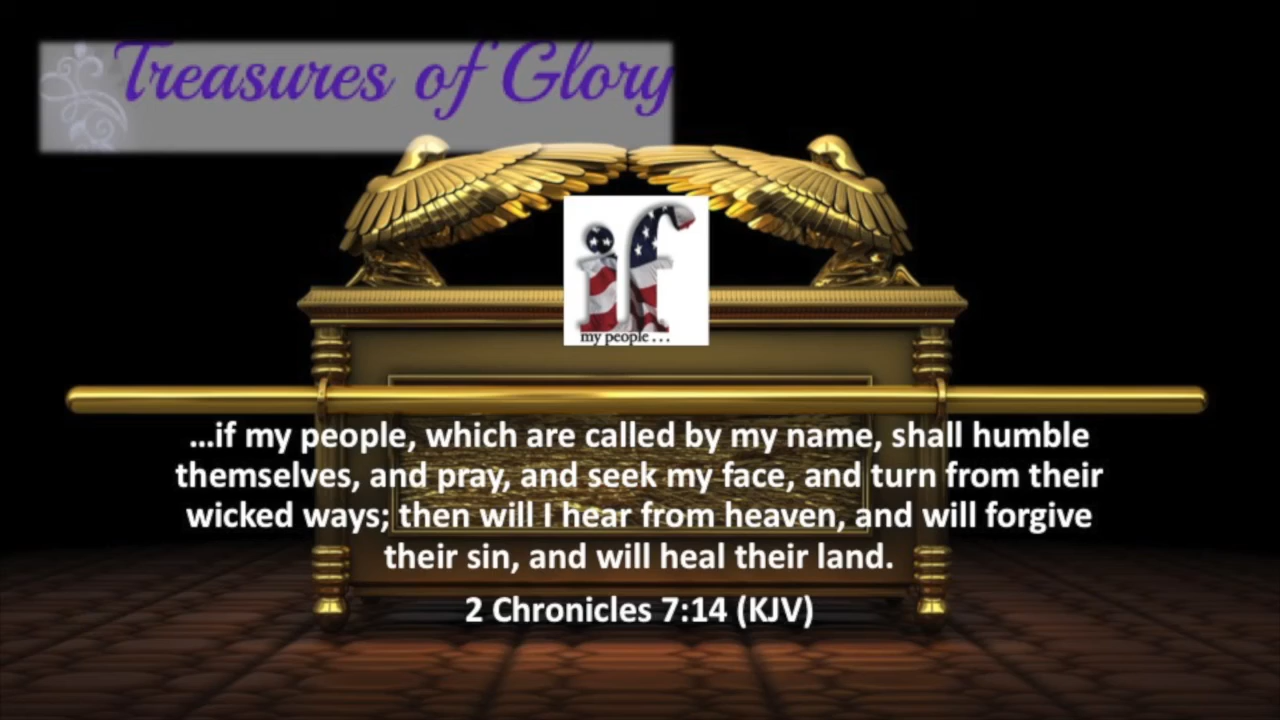 Treasures of Glory
if
my people . . .
...if my people, which are called by my name, shall humble
themselves, and pray, and seek my face, and turn from their
wicked ways; then will I hear from heaven, and will forgive
their sin, and will heal their land.
2 Chronicles 7:14 (KJV)